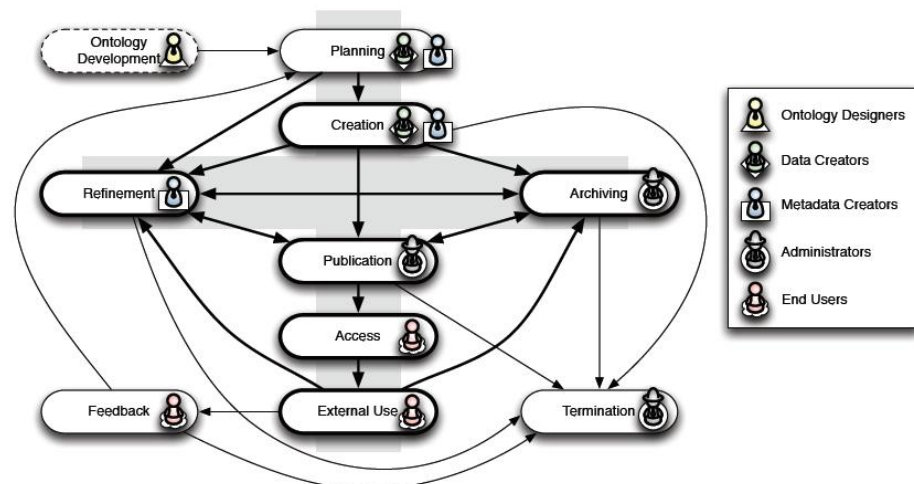 Ontology
Development
Planning
Creation
Refinement
Archiving
Publication
Access
Feedback
External Use
Termination
Ontology Designers
Data Creators
Metadata Creators
Administrators
End Users